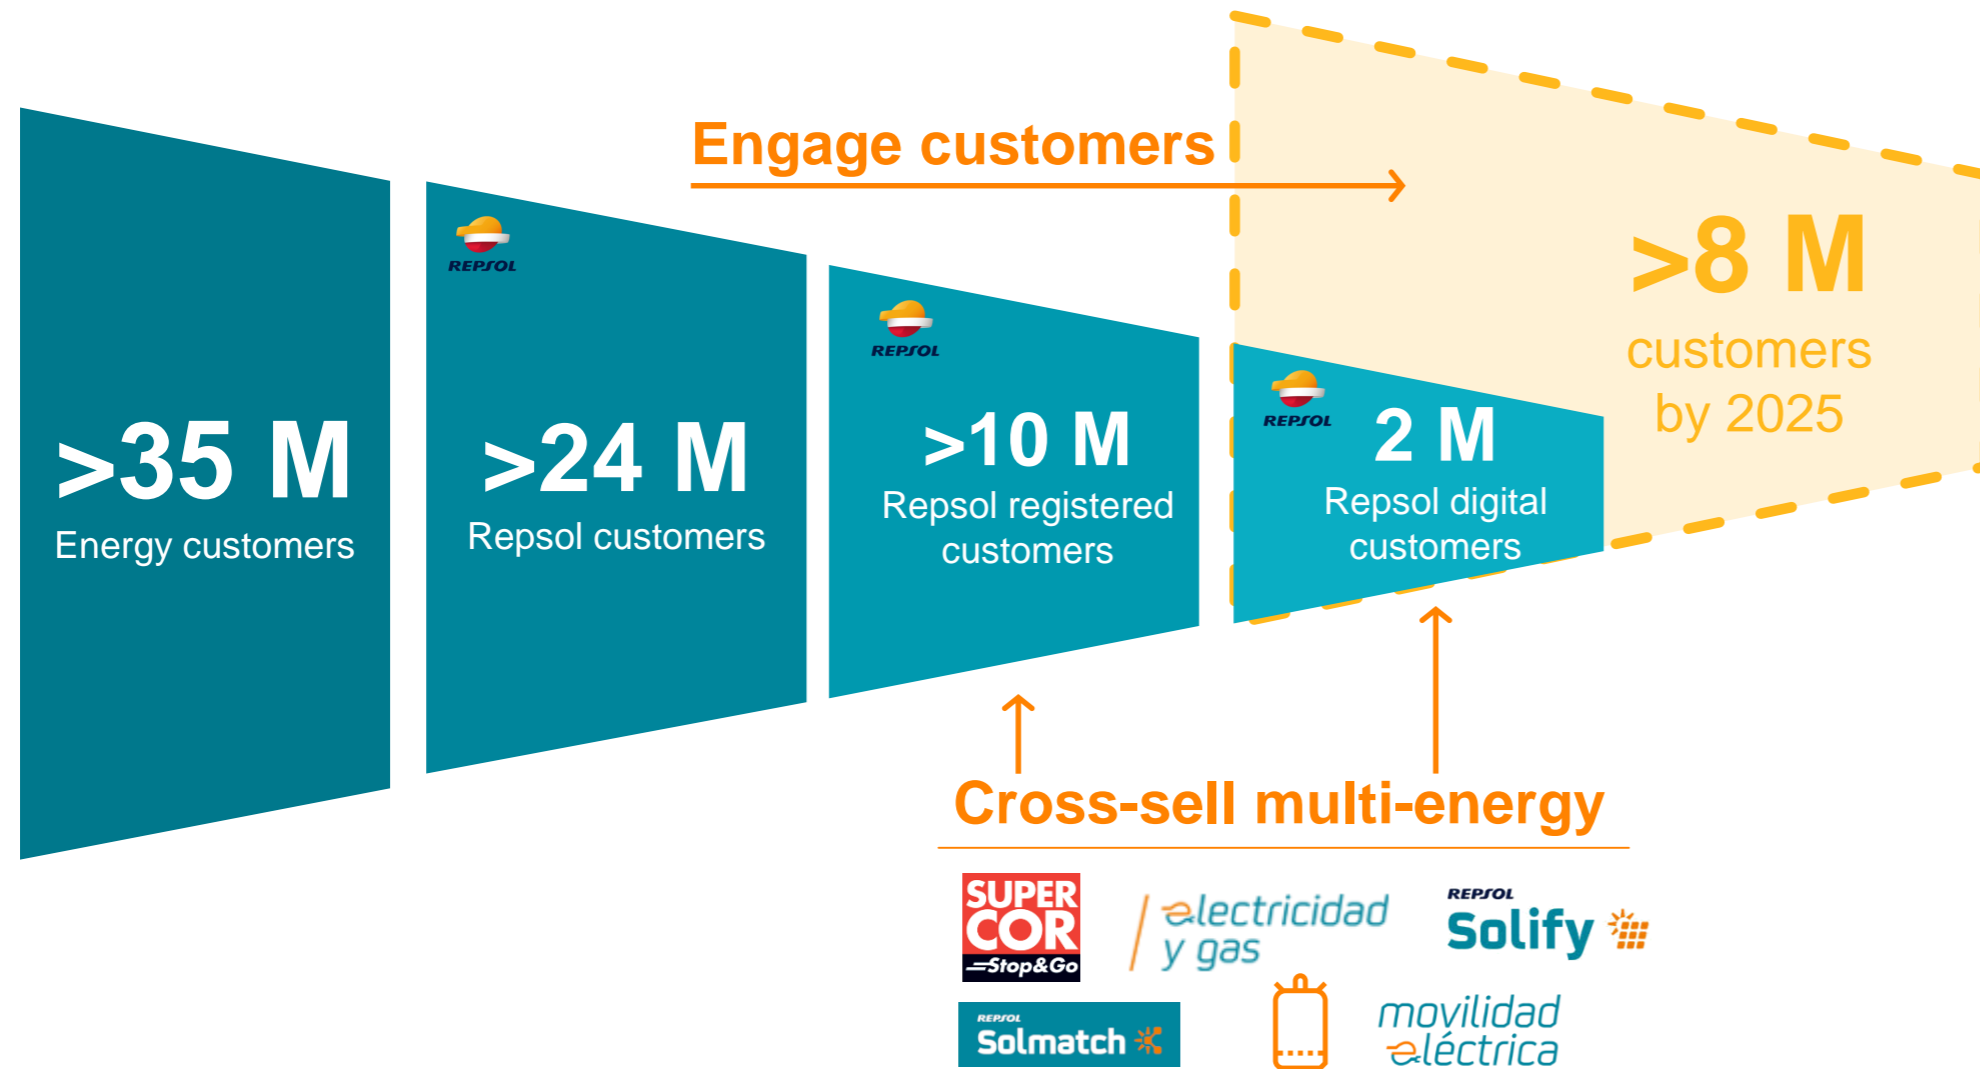 Engage customers
>35 M
Energy customers
REPSOL
>24 M
Repsol customers
REPSOL
>10 M
Repsol registered
customers
REPSOL
2 M
Repsol digital
customers
>8 M
customers
by 2025
Cross-sell multi-energy
SUPER
COR
Stop&Go
electricidad
y gas
REPSOL
Solify
REPSOL
Solmatch
movilidad
eléctrica